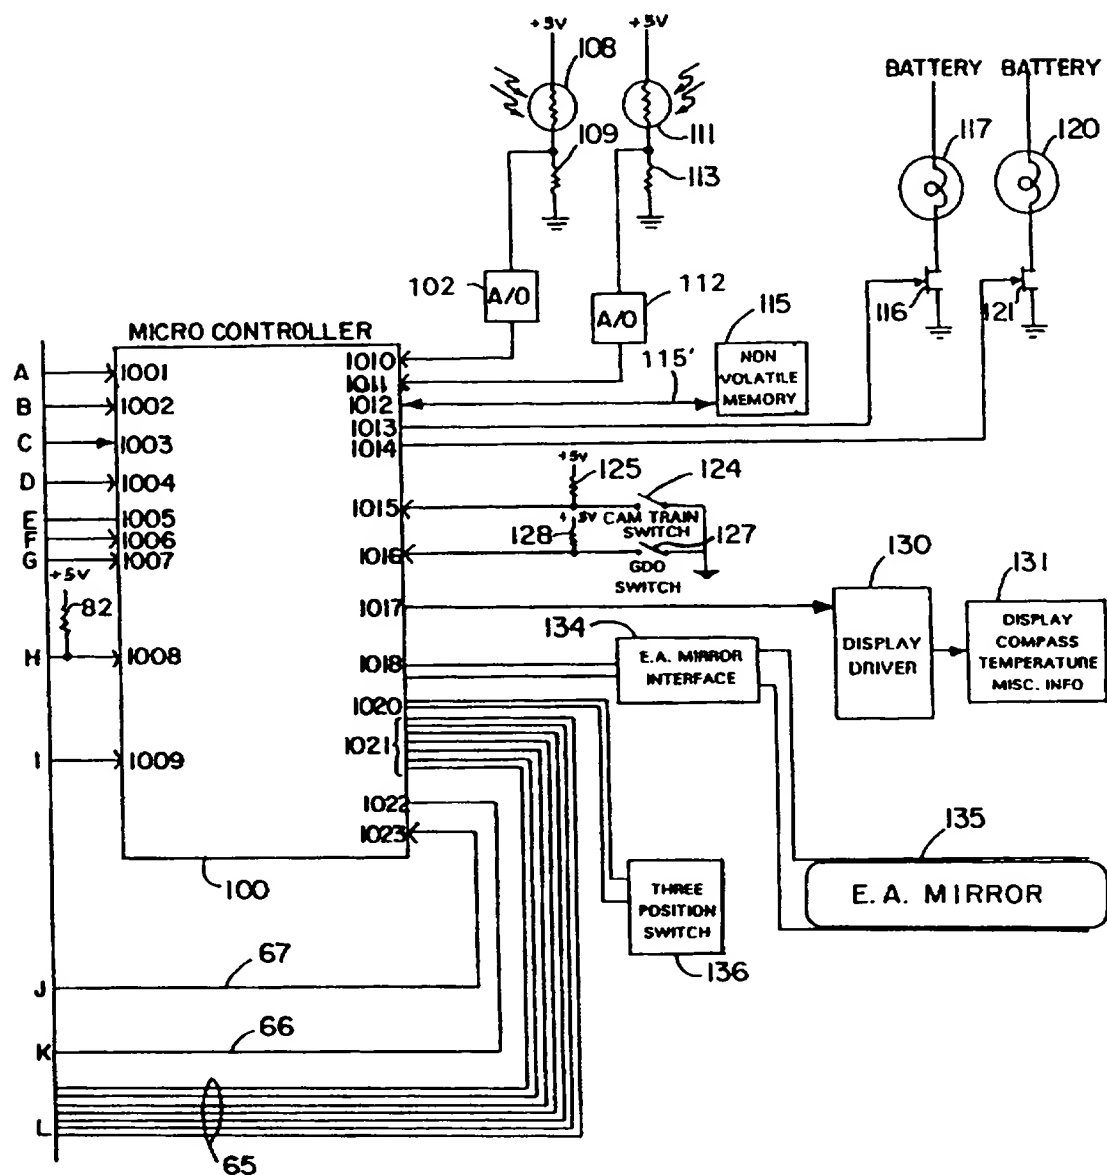 +5V
+5V
108
109
111
113
BATTERY
BATTERY
117
120
102
A/O
112
A/O
116
121
MICRO CONTROLLER
115
NON
VOLATILE
MEMORY
115'
A
1001
1010
B
1002
1011
C
1003
1012
D
1004
1013
E
1005
1014
F
1006
1015
G
1007
1016
+5V
82
H
1008
1017
I
1009
1018
1020
1021
1022
1023
+5V
125
124
CAM TRAIN
SWITCH
+5V
128
127
GDO
SWITCH
130
DISPLAY
DRIVER
131
DISPLAY
COMPASS
TEMPERATURE
MISC. INFO
134
E.A. MIRROR
INTERFACE
135
E. A. MIRROR
THREE
POSITION
SWITCH
136
100
J
67
K
66
L
65